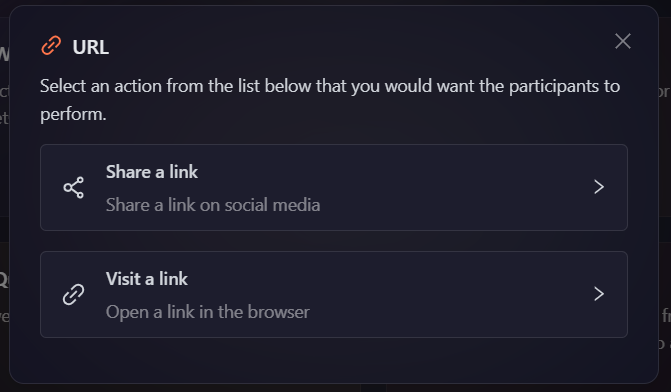 URL
Select an action from the list below that you would want the participants to
perform.
Share a link
Share a link on social media
Visit a link
Open a link in the browser